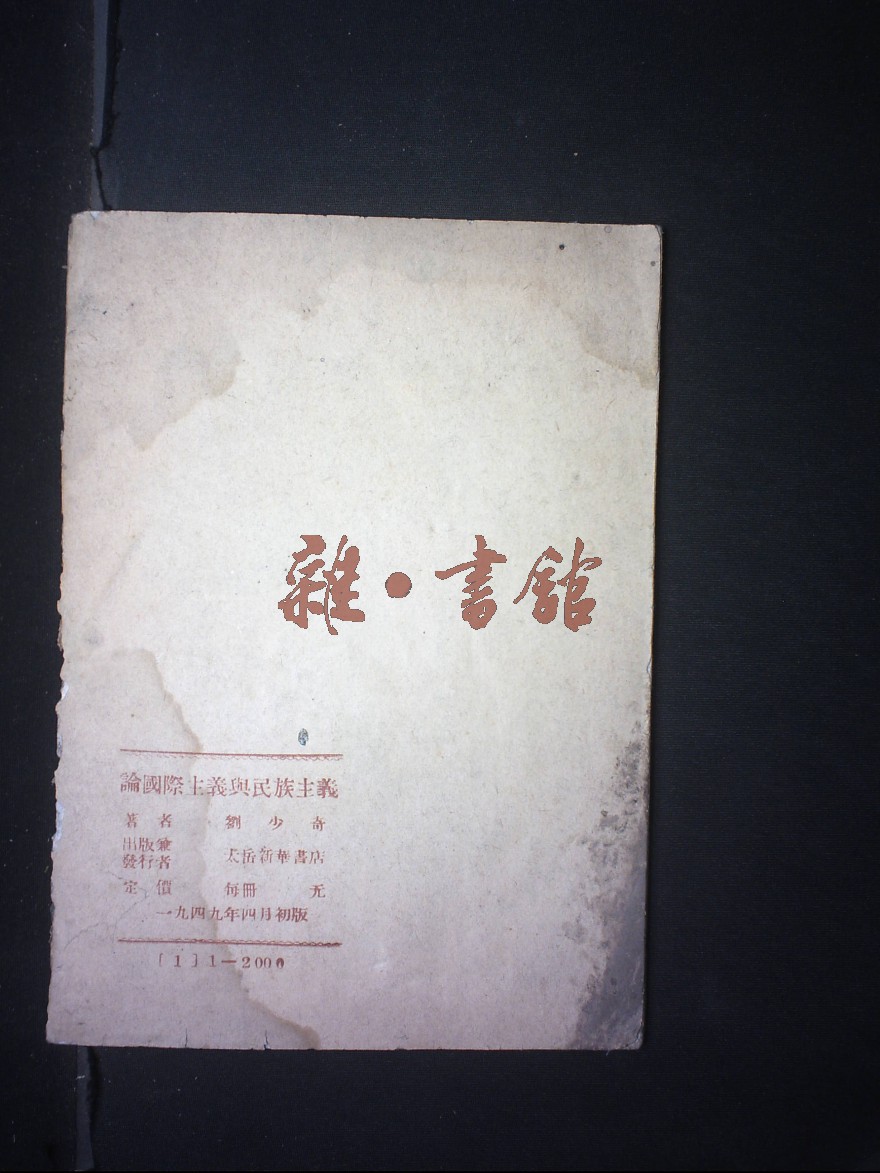 雜·書舘
論國際主義與民族主義
著者 劉少奇
出版兼
發行者 太岳新華書店
定價 每冊 元
一九四九年四月初版
〔1〕1—2000